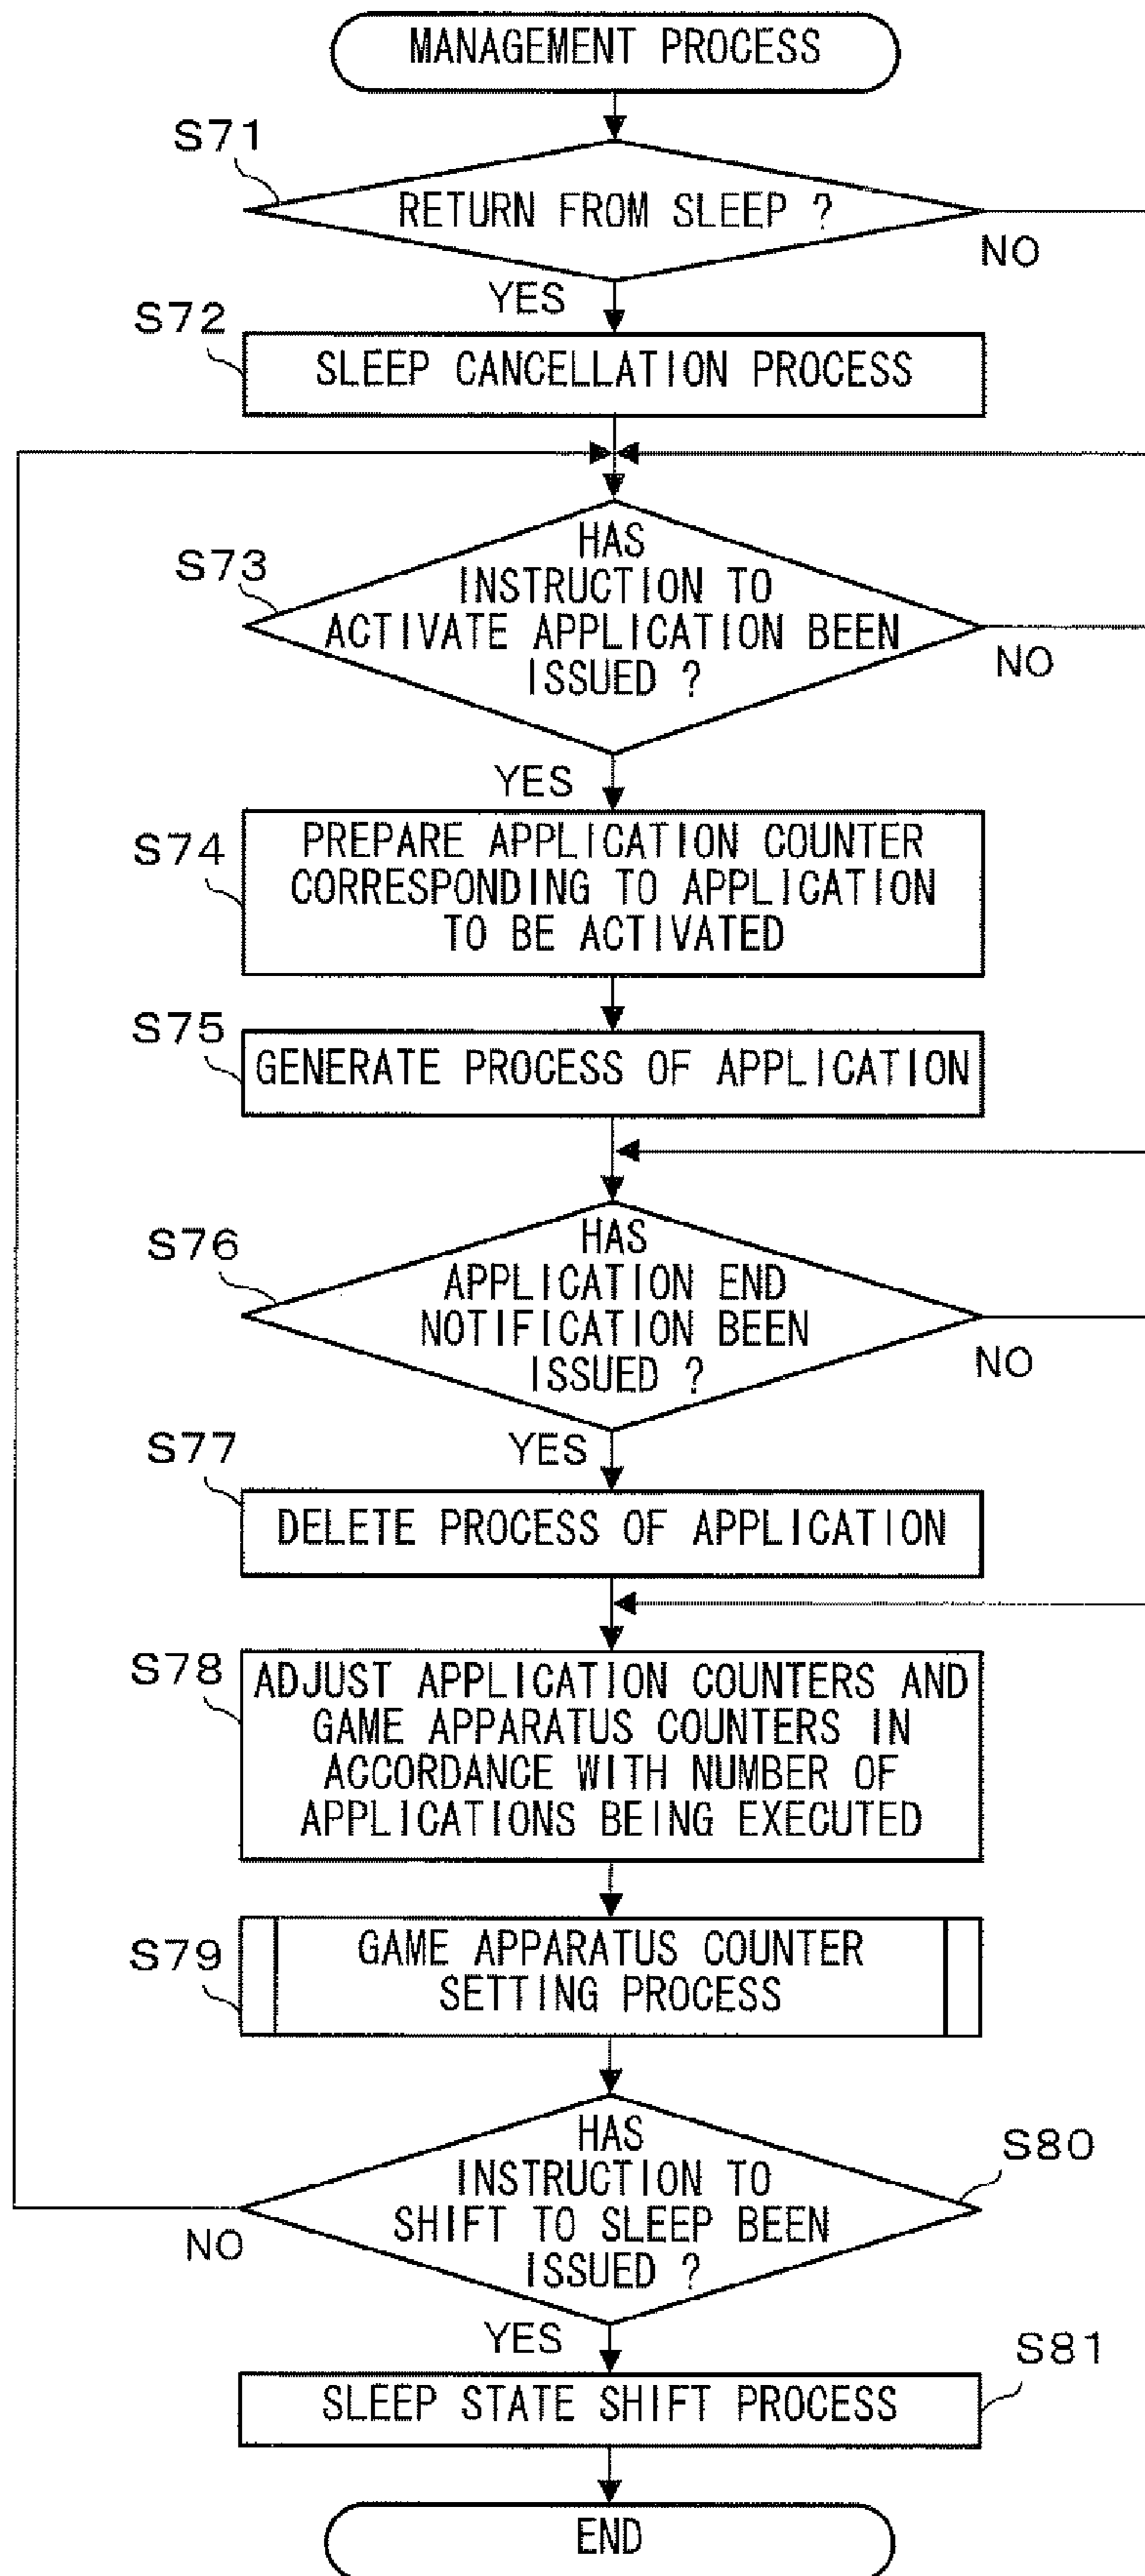 MANAGEMENT PROCESS
S71
RETURN FROM SLEEP ?
NO
YES
S72
SLEEP CANCELLATION PROCESS
S73
HAS
INSTRUCTION TO
ACTIVATE APPLICATION BEEN
ISSUED ?
NO
YES
S74
PREPARE APPLICATION COUNTER
CORRESPONDING TO APPLICATION
TO BE ACTIVATED
S75
GENERATE PROCESS OF APPLICATION
S76
HAS
APPLICATION END
NOTIFICATION BEEN
ISSUED ?
NO
YES
S77
DELETE PROCESS OF APPLICATION
S78
ADJUST APPLICATION COUNTERS AND
GAME APPARATUS COUNTERS IN
ACCORDANCE WITH NUMBER OF
APPLICATIONS BEING EXECUTED
S79
GAME APPARATUS COUNTER
SETTING PROCESS
S80
HAS
INSTRUCTION TO
SHIFT TO SLEEP BEEN
ISSUED ?
NO
YES
S81
SLEEP STATE SHIFT PROCESS
END